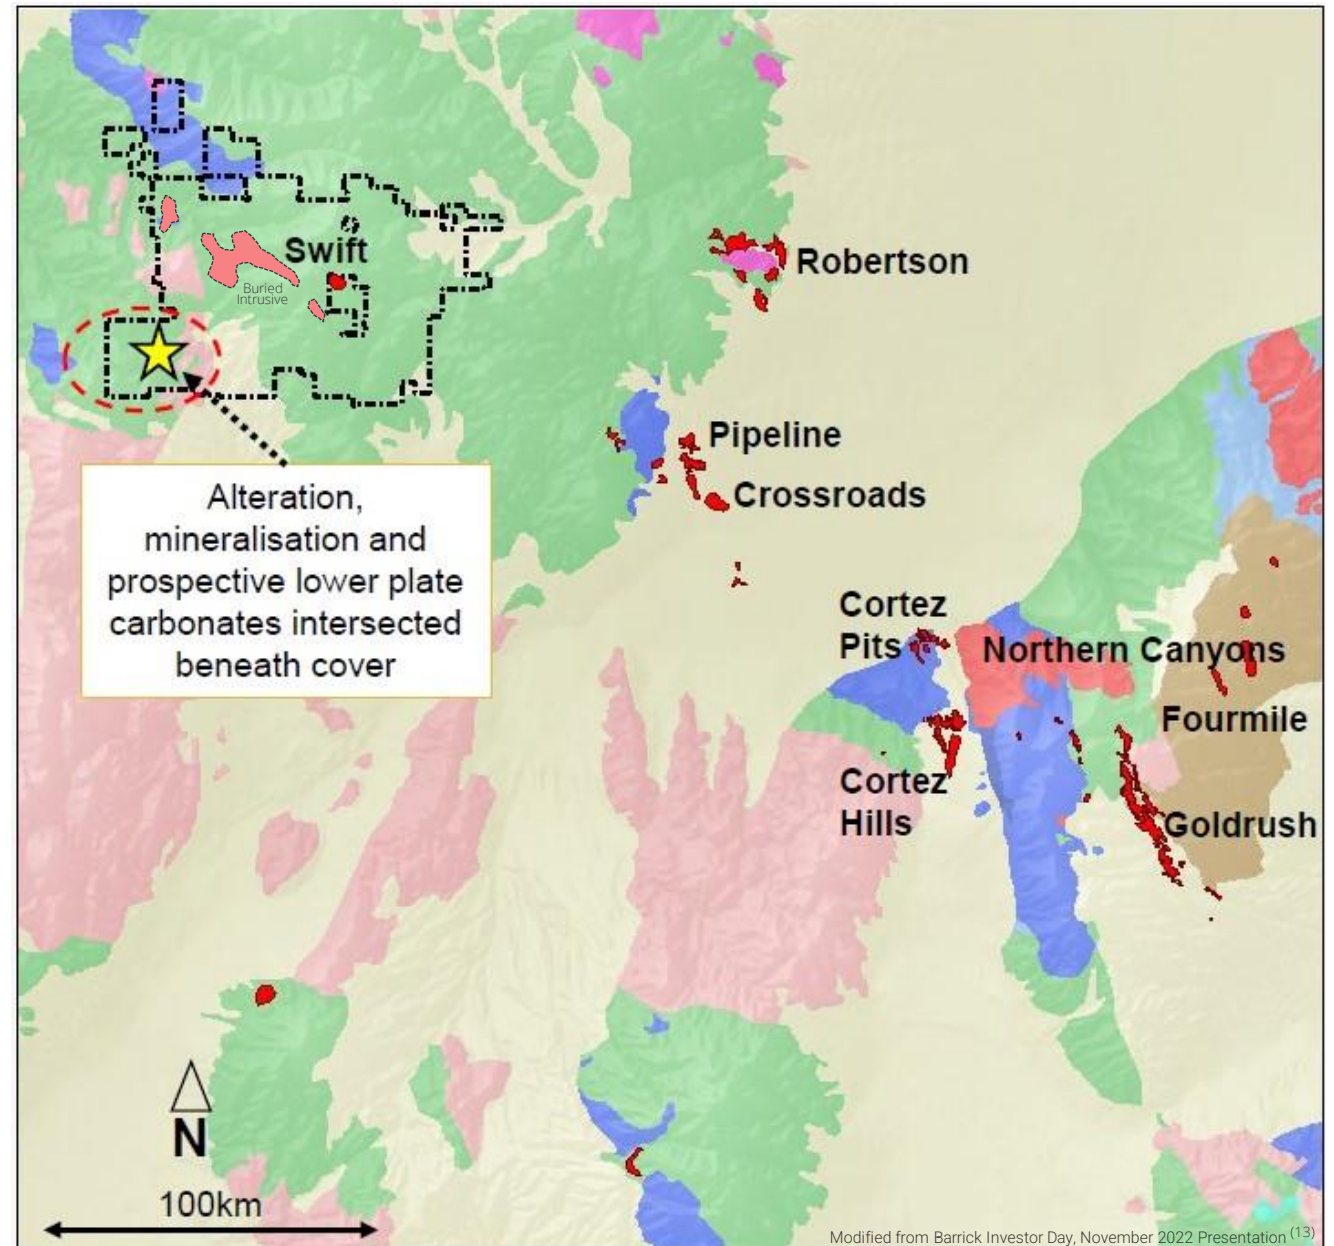 Swift
Buried
Intrusive
Robertson
Pipeline
Crossroads
Alteration,
mineralisation and
prospective lower plate
carbonates intersected
beneath cover
Cortez
Pits
Northern Canyons
Fourmile
Cortez
Hills
Goldrush
N
100km
Modified from Barrick Investor Day, November 2022 Presentation (13)